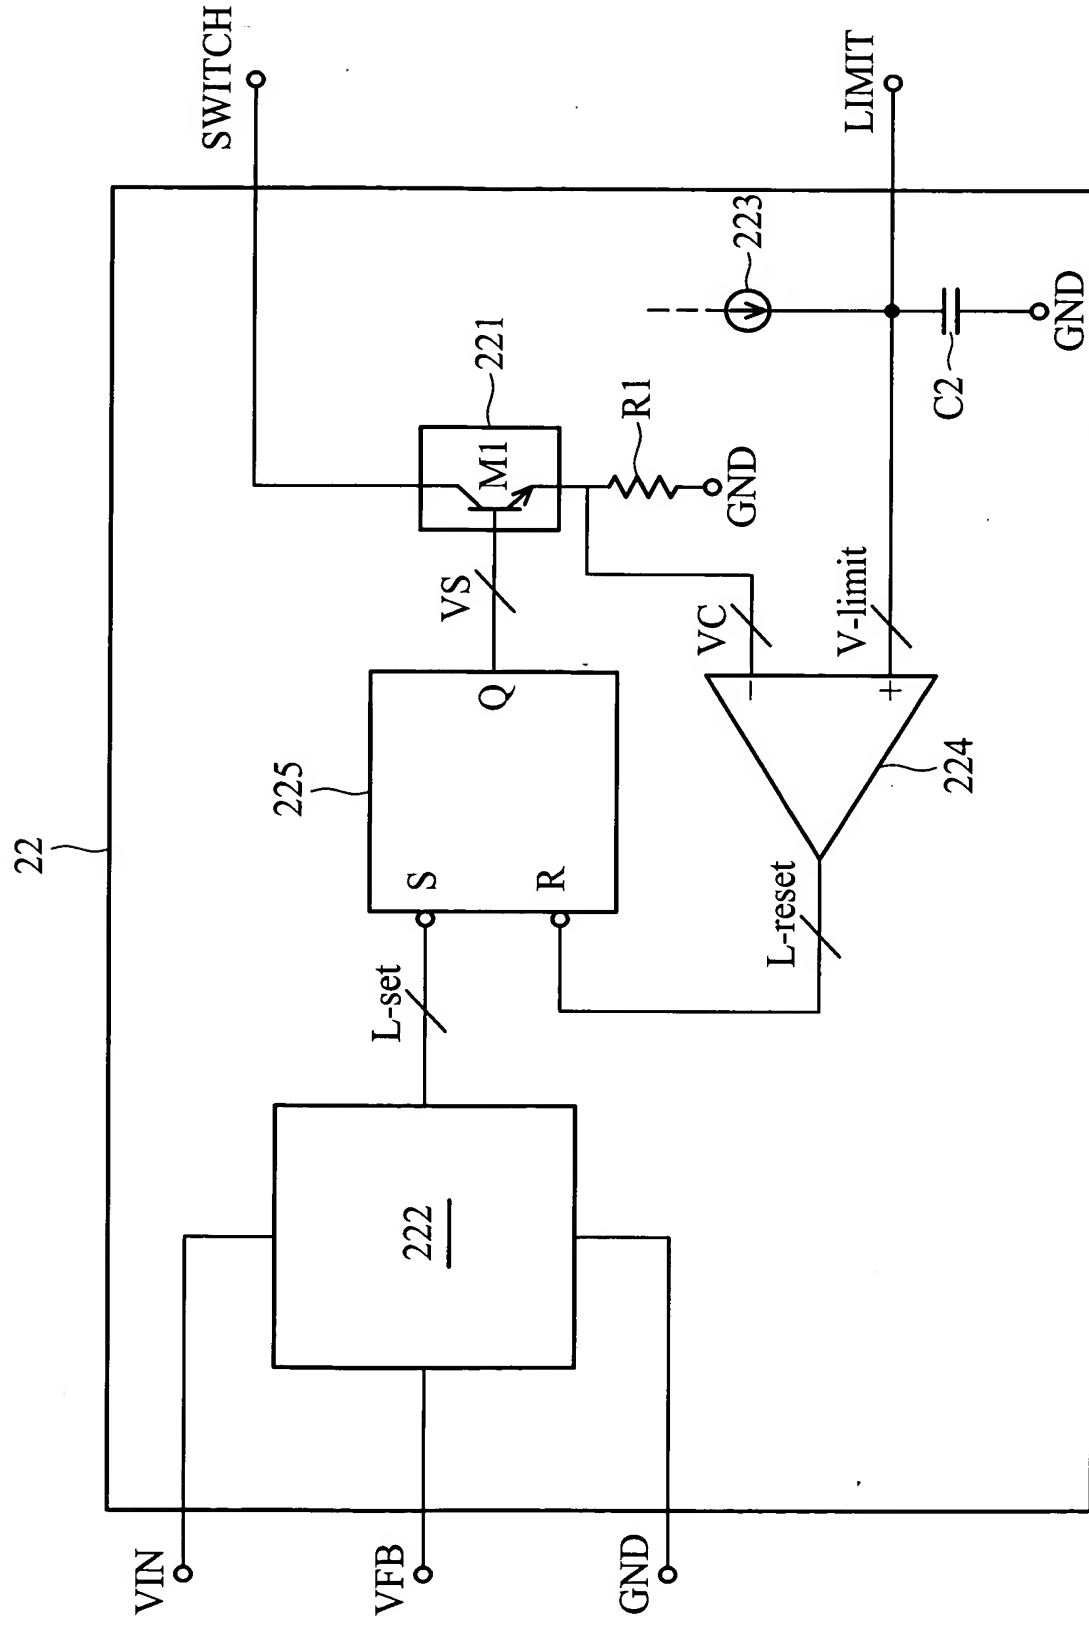 22
VIN
VFB
GND
222
L-set
S
R
Q
225
VS
M1
221
SWITCH
R1
GND
VC
V-limit
−
+
224
L-reset
223
LIMIT
C2
GND